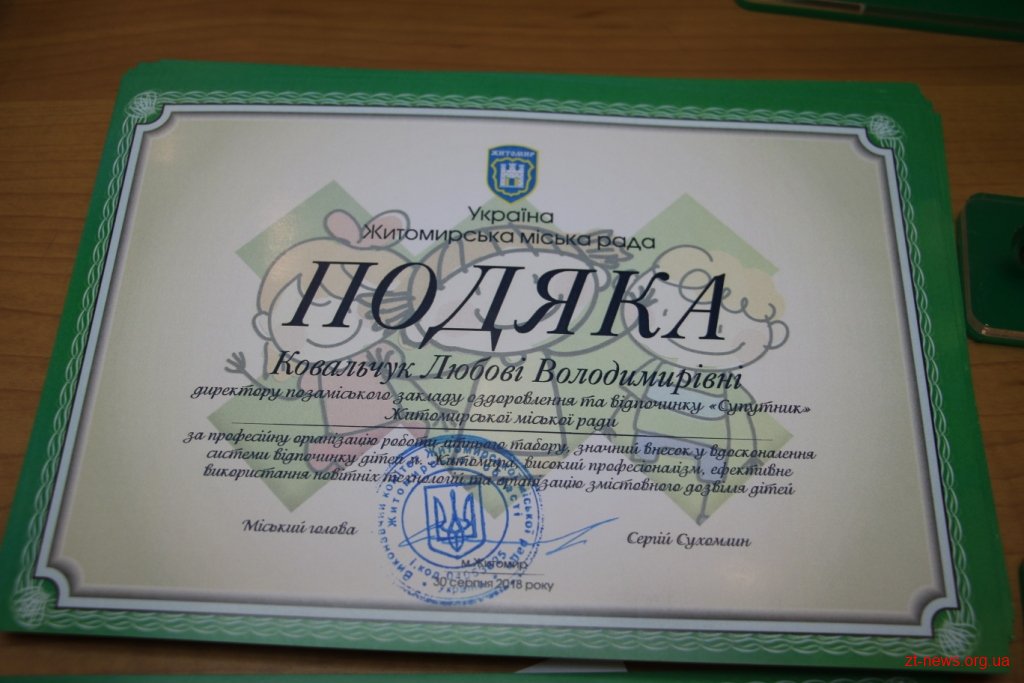 ЖИТОМИР
Україна
Житомирська міська рада
ПОДЯКА
Ковальчук Любові Володимирівні
директору позаміського закладу оздоровлення та відпочинку «Супутник»
Житомирської міської ради
за професійну організацію роботи літнього табору, значний внесок у вдосконалення
системи відпочинку дітей м. Житомира, високий професіоналізм, ефективне
використання новітніх технологій та організацію змістовного дозвілля дітей
Міський голова
Сергій Сухомлин
м. Житомир
30 серпня 2018 року
zt-news.org.ua